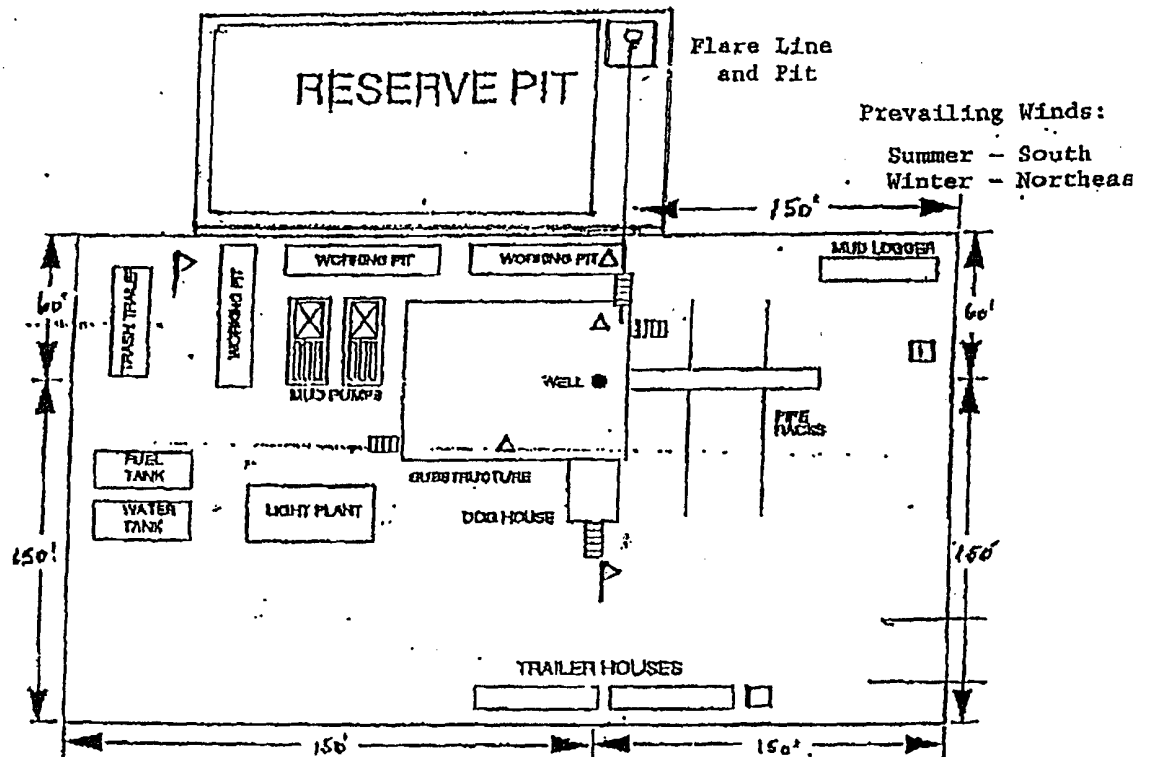 Flare Line
and Pit
RESERVE PIT
Prevailing Winds:
Summer - South
Winter - Northeas
150'
MUD LOGGER
WORKING PIT
WORKING PIT
60'
TRASH TRAILER
WORKING PIT
60'
WELL
MUD PUMPS
PIPE
RACKS
FUEL
TANK
SUBSTRUCTURE
WATER
TANK
LIGHT PLANT
DOG HOUSE
150'
150'
TRAILER HOUSES
150'
150'